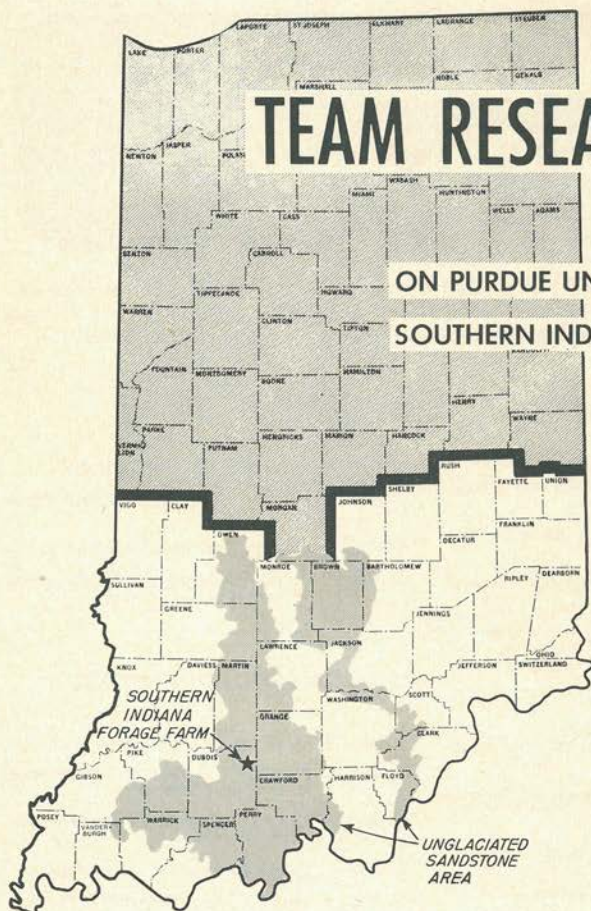 LAPORTE ST JOSEPH ELKHART LAGRANGE STEUBEN
LAKE PORTER
MARSHALL NOBLE DEKALB
TEAM RESEA
NEWTON JASPER PULAS
WABASH
MIAMI HUNTINGTON
WHITE CASS WELLS ADAMS
BENTON CARROLL
ON PURDUE UN
TIPPECANOE HOWARD
WARREN CLINTON TIPTON
SOUTHERN IND
RANDOLPH
FOUNTAIN MONTGOMERY BOONE HAMILTON
HENRY
WAYNE
PARKE HENDRICKS MARION HANCOCK
VERMILLION PUTNAM
RUSH
VIGO CLAY MORGAN JOHNSON SHELBY FAYETTE UNION
OWEN FRANKLIN
DECATUR
MONROE BROWN BARTHOLOMEW
SULLIVAN RIPLEY DEARBORN
GREENE JENNINGS
LAWRENCE JACKSON
OHIO
KNOX DAVIESS MARTIN JEFFERSON SWITZERLAND
SOUTHERN
INDIANA
FORAGE FARM
WASHINGTON SCOTT
ORANGE CLARK
PIKE
GIBSON DUBOIS
CRAWFORD HARRISON FLOYD
POSEY VANDERBURGH WARRICK SPENCER PERRY
UNGLACIATED
SANDSTONE
AREA